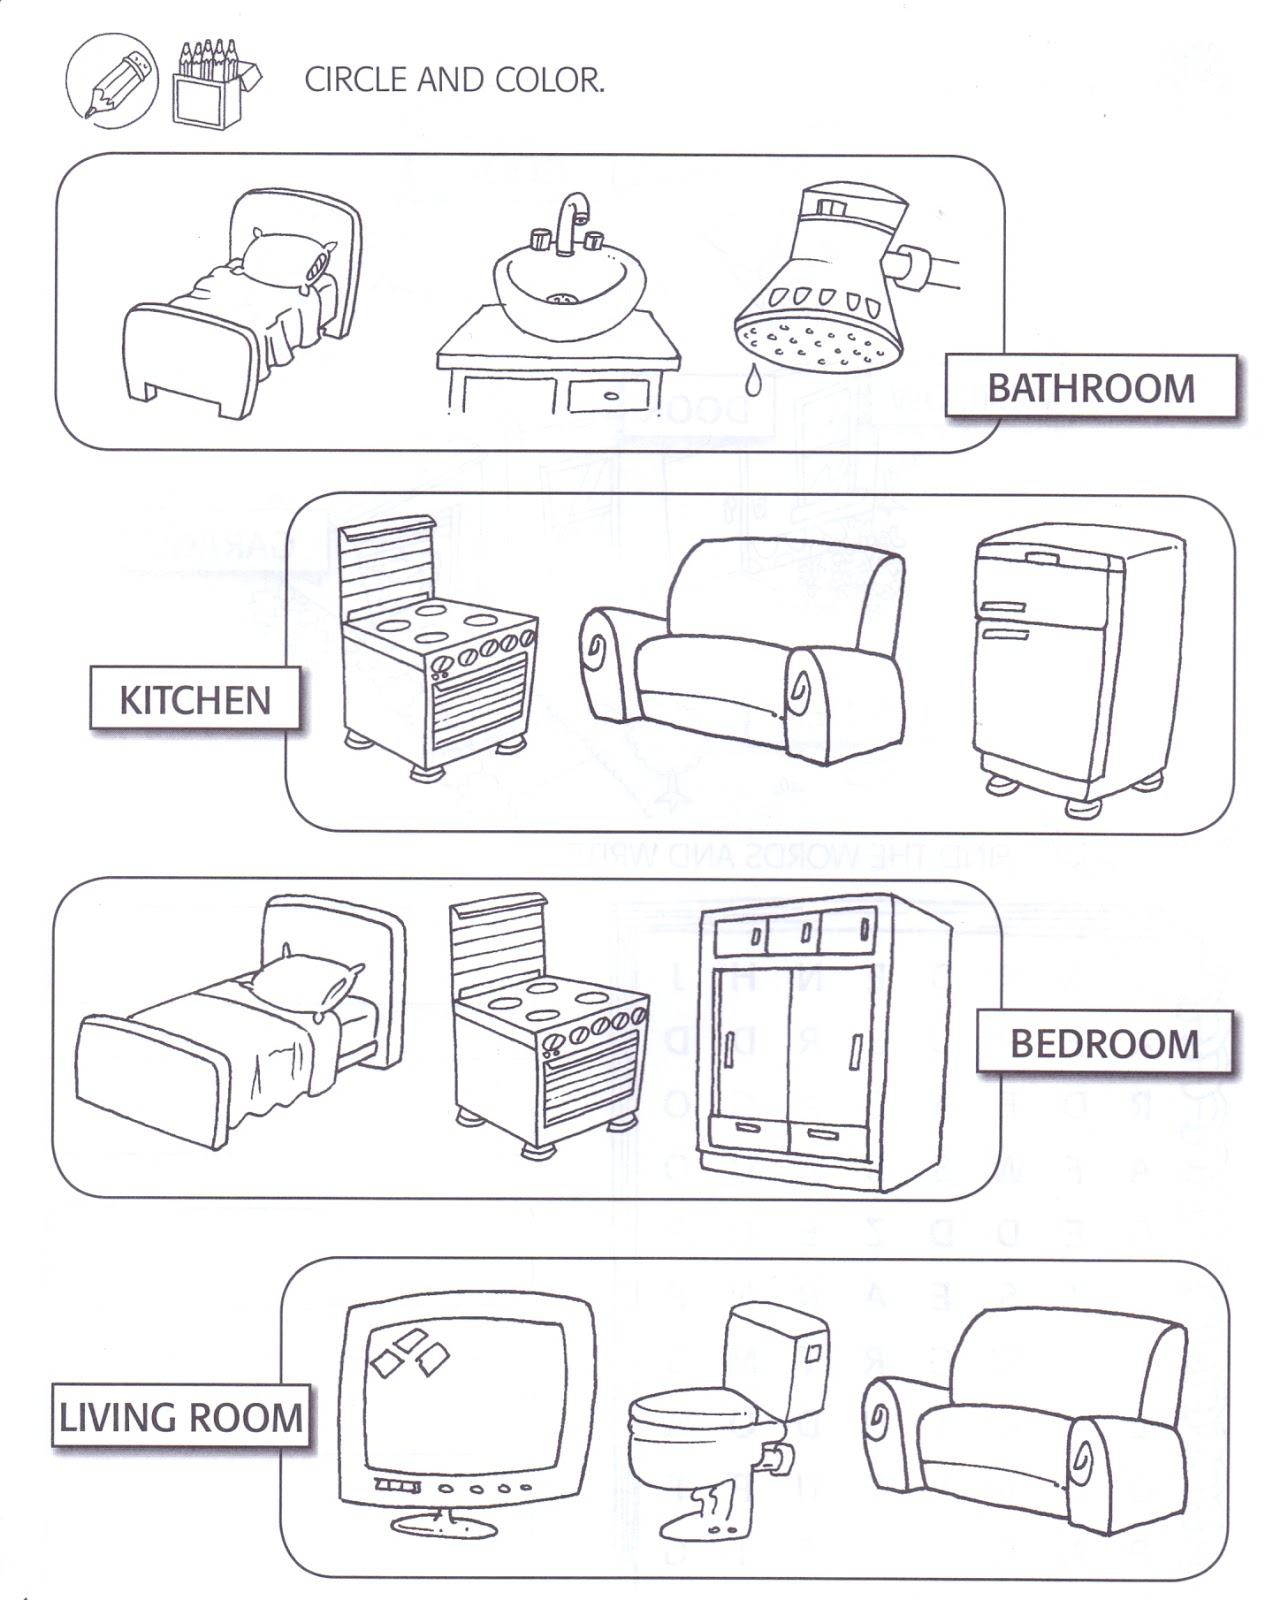 CIRCLE AND COLOR.
BATHROOM
KITCHEN
BEDROOM
LIVING ROOM